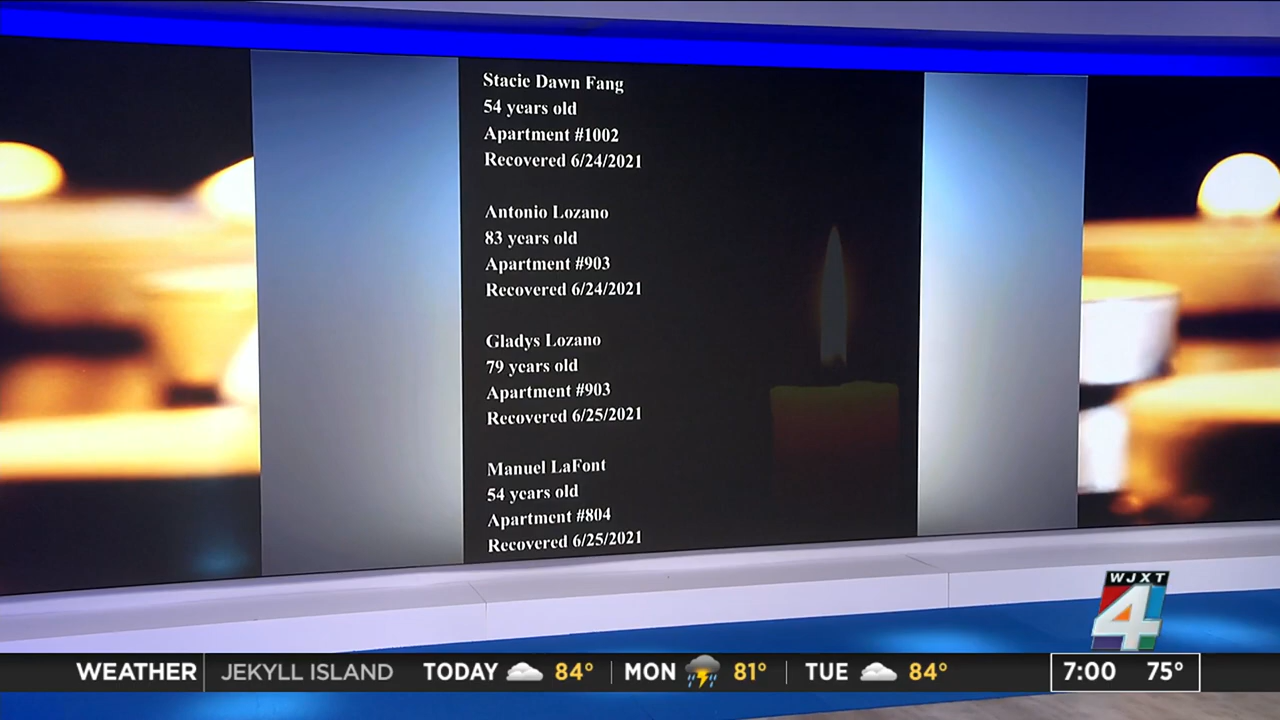 Stacie Dawn Fang
54 years old
Apartment #1002
Recovered 6/24/2021
Antonio Lozano
83 years old
Apartment #903
Recovered 6/24/2021
Gladys Lozano
79 years old
Apartment #903
Recovered 6/25/2021
Manuel LaFont
54 years old
Apartment #804
Recovered 6/25/2021
WJXT
4
WEATHER JEKYLL ISLAND TODAY 84° MON 81° TUE 84° 7:00 75°